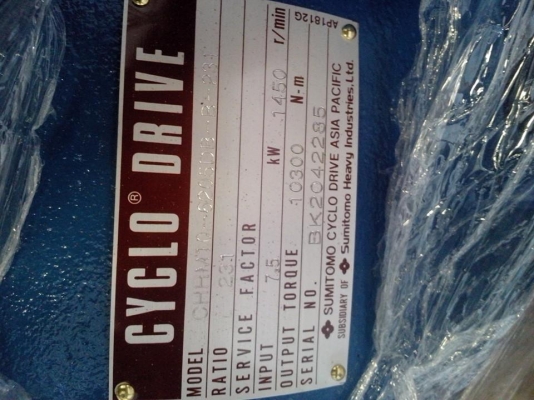 CYCLO® DRIVE
MODEL
RATIO 231
SERVICE FACTOR
INPUT 7.5 kW 1450 r/min
OUTPUT TORQUE 10300 N-m
SERIAL NO. BK2042285
SUMITOMO CYCLO DRIVE ASIA PACIFIC
SUBSIDIARY OF Sumitomo Heavy Industries, Ltd.
AP1812G